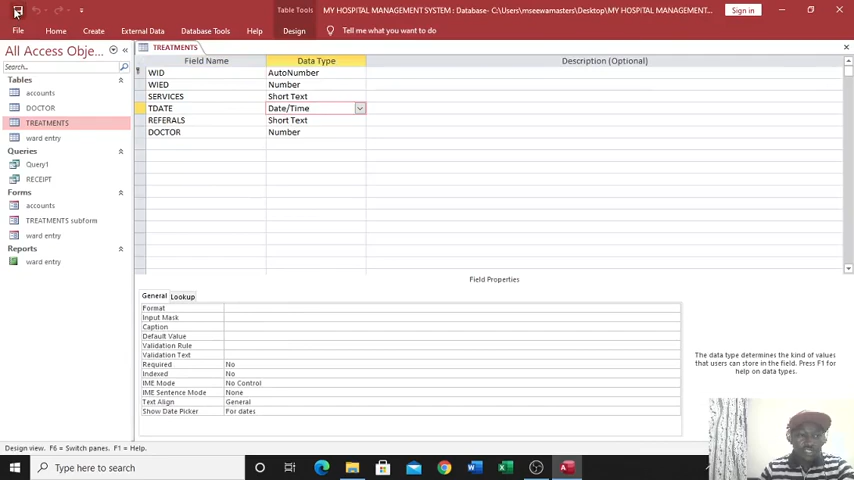 Table Tools
MY HOSPITAL MANAGEMENT SYSTEM : Database- C:\Users\mseewamasters\Desktop\MY HOSPITAL MANAGEMENT...
Sign in
File
Home
Create
External Data
Database Tools
Help
Design
Tell me what you want to do
All Access Obje...
Search...
Tables
accounts
DOCTOR
TREATMENTS
ward entry
Queries
Query1
RECEIPT
Forms
accounts
TREATMENTS subform
ward entry
Reports
ward entry
TREATMENTS
Field Name Data Type Description (Optional)
WID AutoNumber
WIED Number
SERVICES Short Text
TDATE Date/Time
REFERALS Short Text
DOCTOR Number
Field Properties
General Lookup
Format
Input Mask
Caption
Default Value
Validation Rule
Validation Text
Required No
Indexed No
IME Mode No Control
IME Sentence Mode None
Text Align General
Show Date Picker For dates
The data type determines the kind of values
that users can store in the field. Press F1 for
help on data types.
Design view. F6 = Switch panes. F1 = Help.
Type here to search